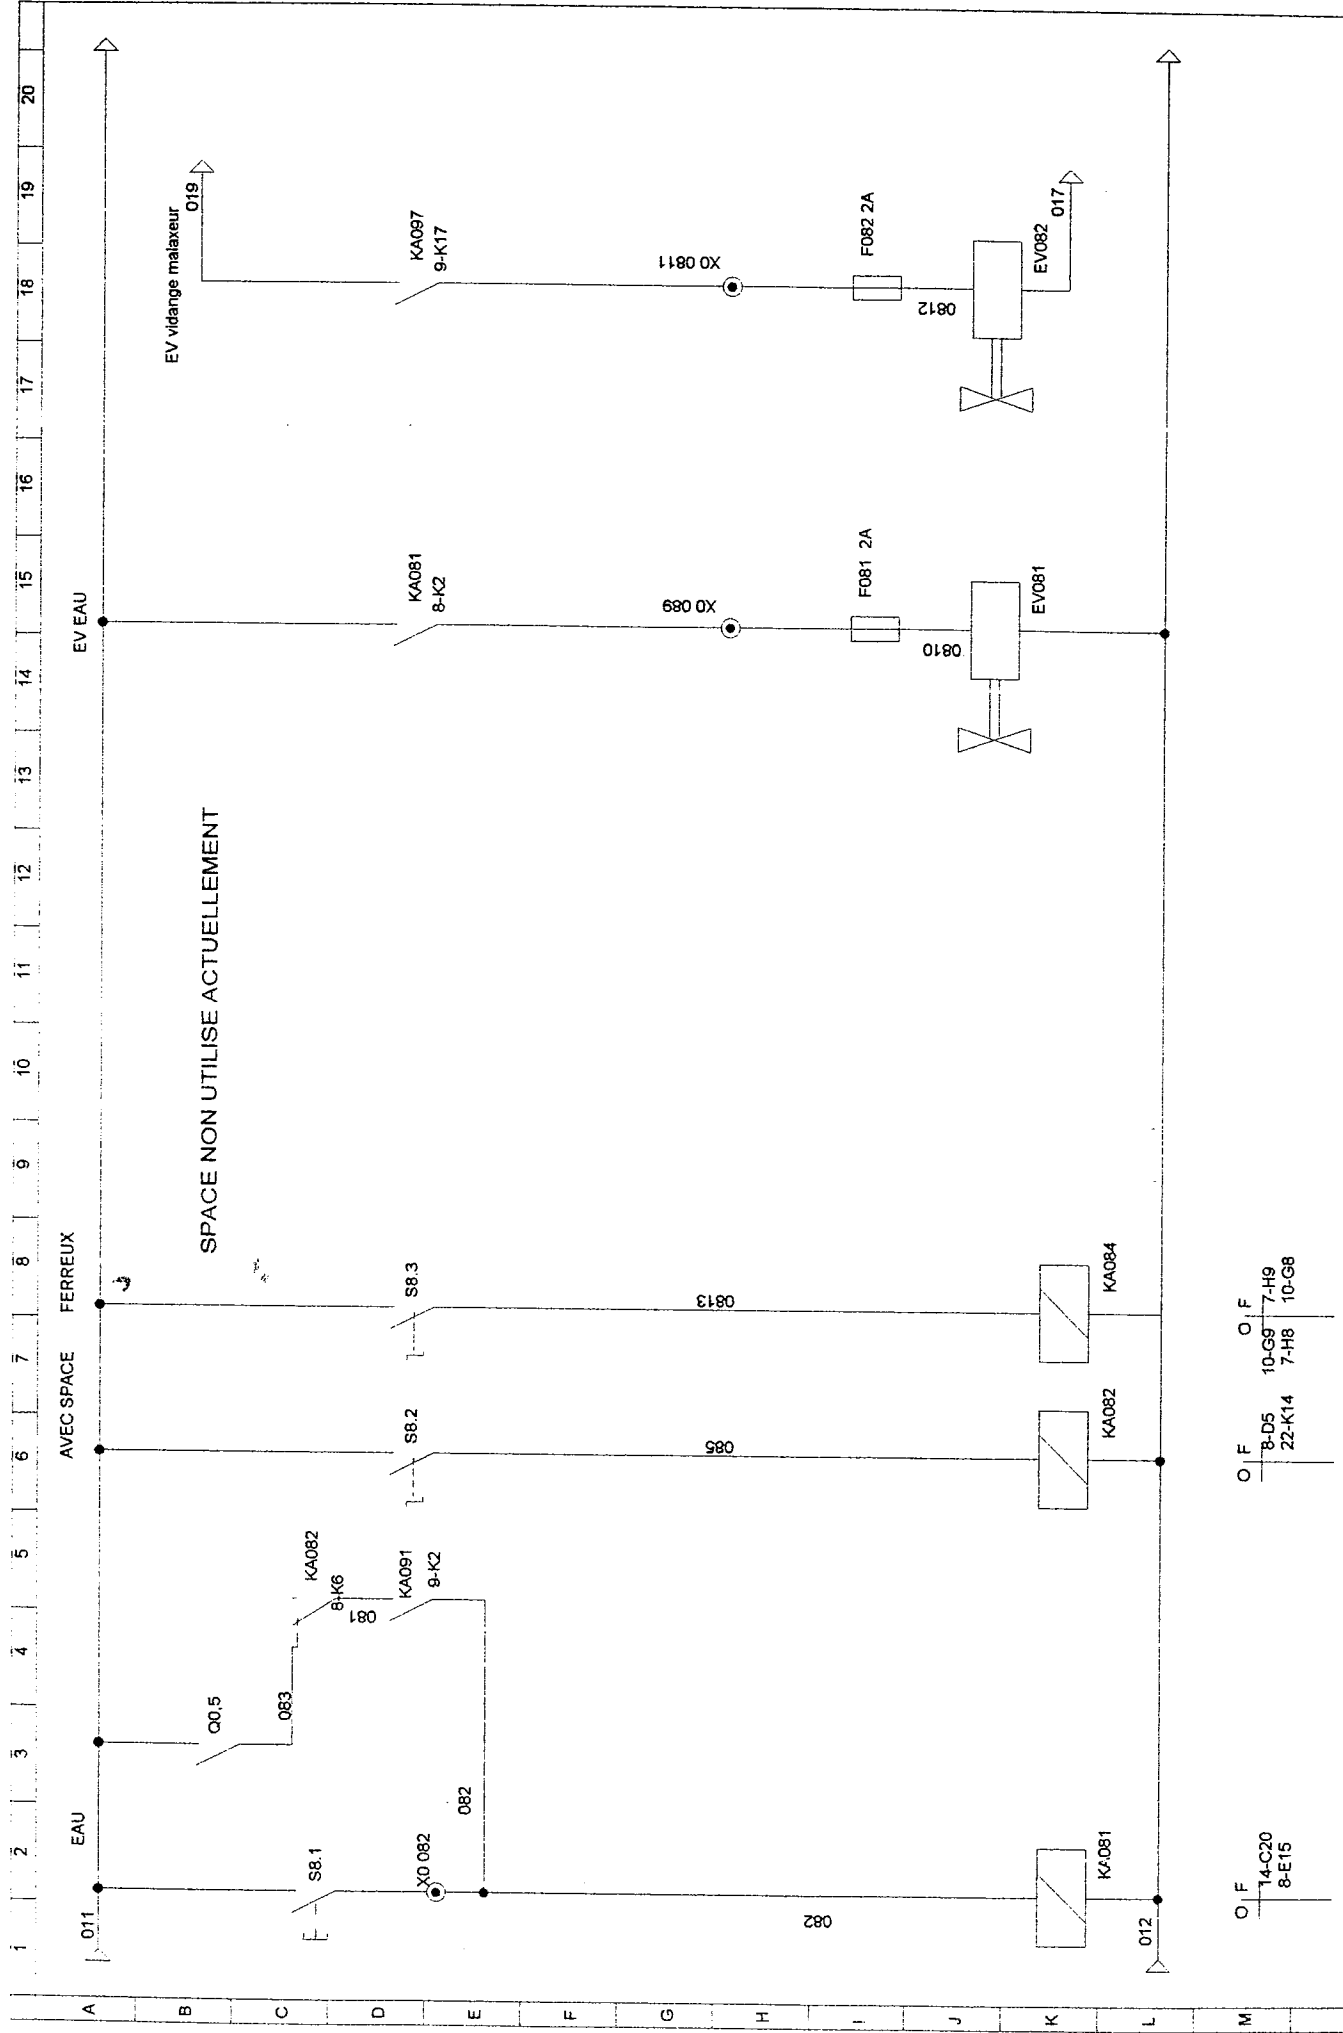 1 2 3 4 5 6 7 8 9 10 11 12 13 14 15 16 17 18 19 20
A
B
C
D
E
F
G
H
I
J
K
L
M
EAU
AVEC SPACE
FERREUX
EV EAU
EV vidange malaxeur
SPACE NON UTILISE ACTUELLEMENT
011
019
Q0,5
083
S8.1
KA082
8-K6
081
KA091
9-K2
S8.2
S8.3
KA081
8-K2
KA097
9-K17
X0 082
082
082
085
0813
X0 089
X0 0811
F081 2A
F082 2A
0810
0812
EV081
EV082
017
KA081
KA082
KA084
012
O F
14-C20
8-E15
O F
8-D5
22-K14
O F
10-G9 7-H9
7-H8 10-G8